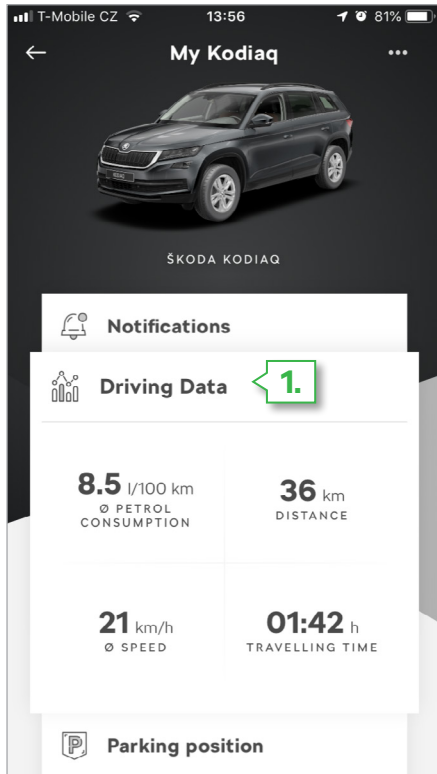 T-Mobile CZ 13:56 81%
My Kodiaq
ŠKODA KODIAQ
Notifications
Driving Data 1.
8.5 l/100 km
Ø PETROL
CONSUMPTION
36 km
DISTANCE
21 km/h
Ø SPEED
01:42 h
TRAVELLING TIME
Parking position